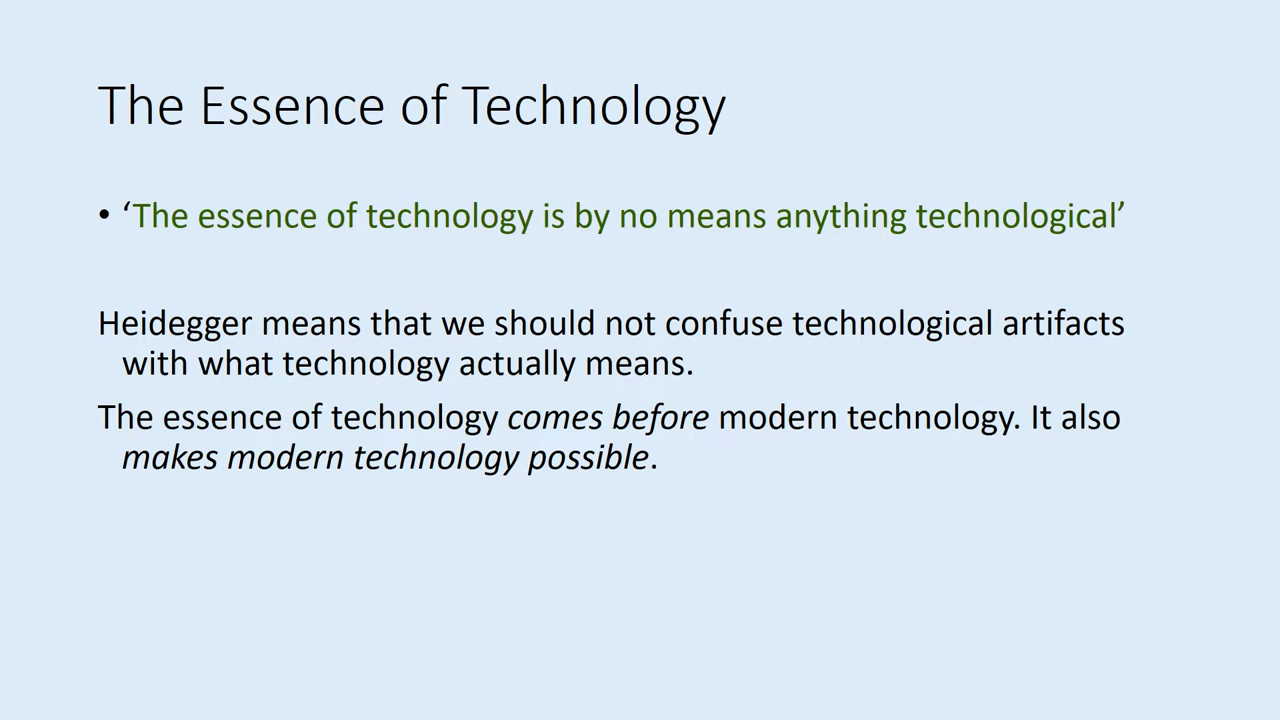 The Essence of Technology
• ‘The essence of technology is by no means anything technological’
Heidegger means that we should not confuse technological artifacts
with what technology actually means.
The essence of technology comes before modern technology. It also
makes modern technology possible.